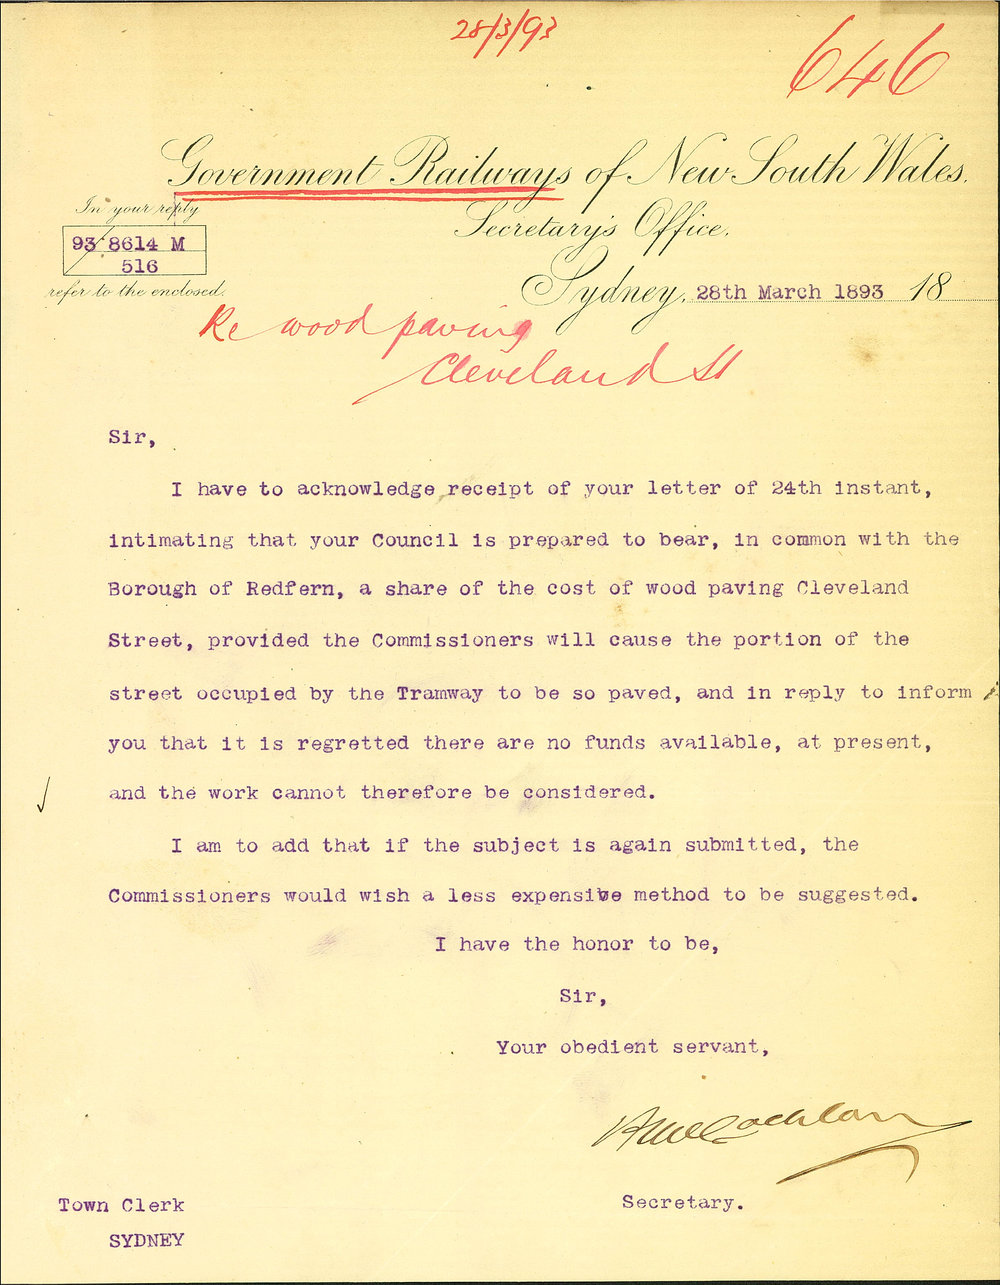 28/3/93
646
Government Railways of New South Wales.
Secretary's Office,
In your reply
93/8614 M
516
refer to the enclosed.
Sydney, 28th March 1893 18
Re wood paving
Cleveland St
Sir,
I have to acknowledge receipt of your letter of 24th instant,
intimating that your Council is prepared to bear, in common with the
Borough of Redfern, a share of the cost of wood paving Cleveland
Street, provided the Commissioners will cause the portion of the
street occupied by the Tramway to be so paved, and in reply to inform
you that it is regretted there are no funds available, at present,
and the work cannot therefore be considered.
I am to add that if the subject is again submitted, the
Commissioners would wish a less expensive method to be suggested.
I have the honor to be,
Sir,
Your obedient servant,
H McLachlan
Secretary.
Town Clerk
SYDNEY